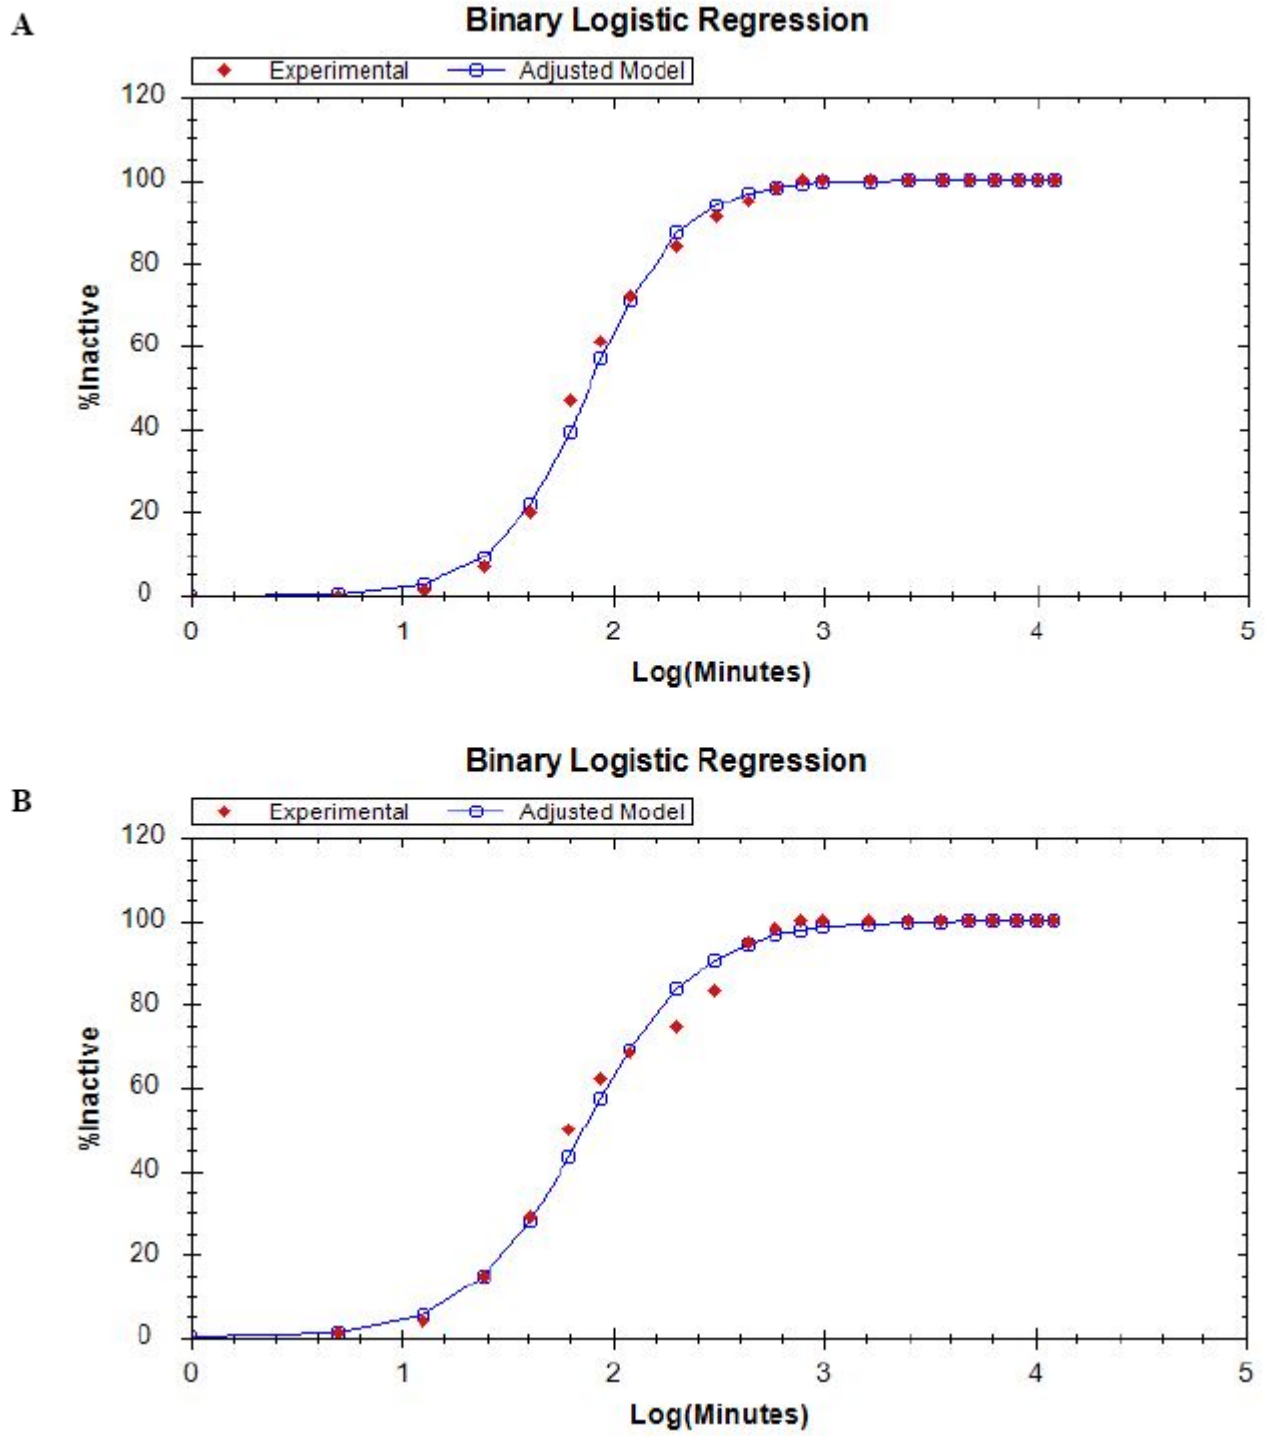 A
Binary Logistic Regression
Experimental Adjusted Model
120
100
80
60
40
20
0
%Inactive
0 1 2 3 4 5
Log(Minutes)
Binary Logistic Regression
B
Experimental Adjusted Model
120
100
80
60
40
20
0
%Inactive
0 1 2 3 4 5
Log(Minutes)